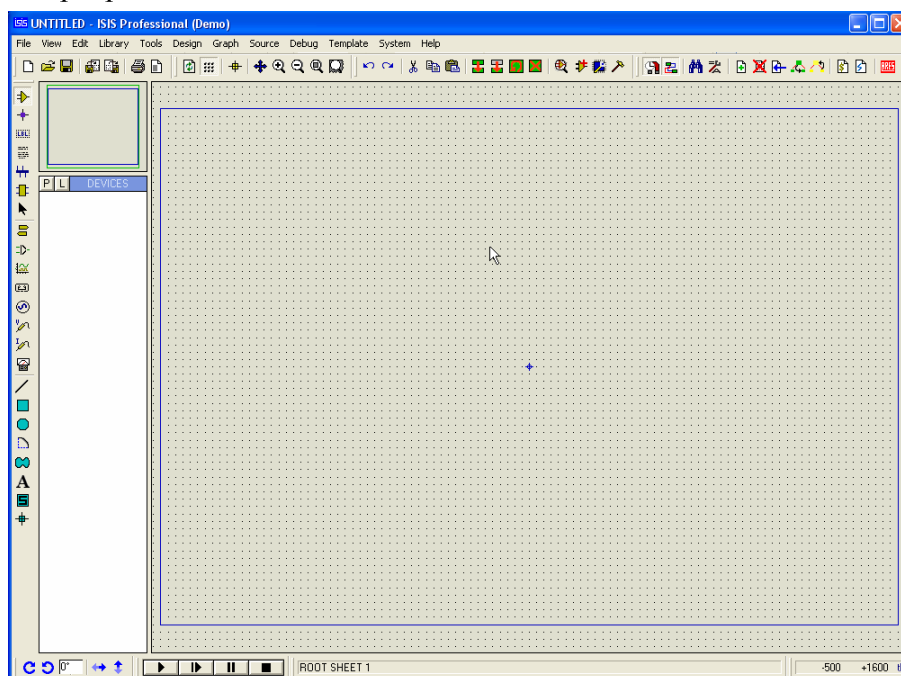 ISIS UNTITLED - ISIS Professional (Demo)
File View Edit Library Tools Design Graph Source Debug Template System Help
P L DEVICES
A
0°
ROOT SHEET 1
-500 +1600